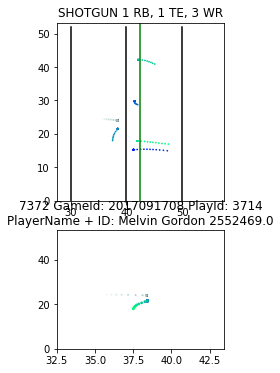 SHOTGUN 1 RB, 1 TE, 3 WR
50
40
30
20
10
0
30 40 50
7372 GameId: 2017091708 PlayId: 3714
PlayerName + ID: Melvin Gordon 2552469.0
40
20
0
32.5 35.0 37.5 40.0 42.5